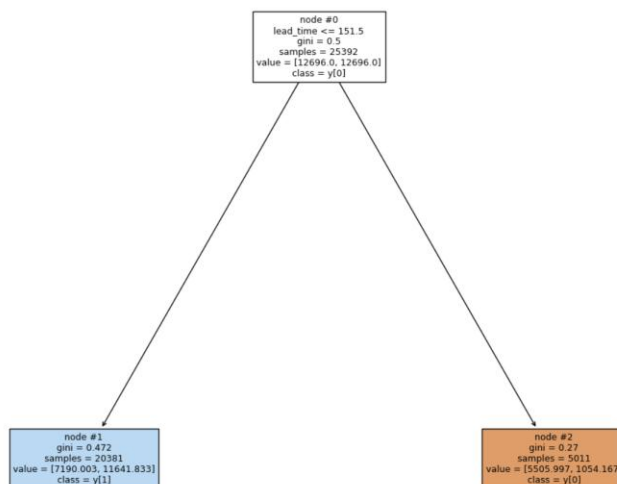 node #0
lead_time <= 151.5
gini = 0.5
samples = 25392
value = [12696.0, 12696.0]
class = y[0]
node #1
gini = 0.472
samples = 20381
value = [7190.003, 11641.833]
class = y[1]
node #2
gini = 0.27
samples = 5011
value = [5505.997, 1054.167]
class = y[0]